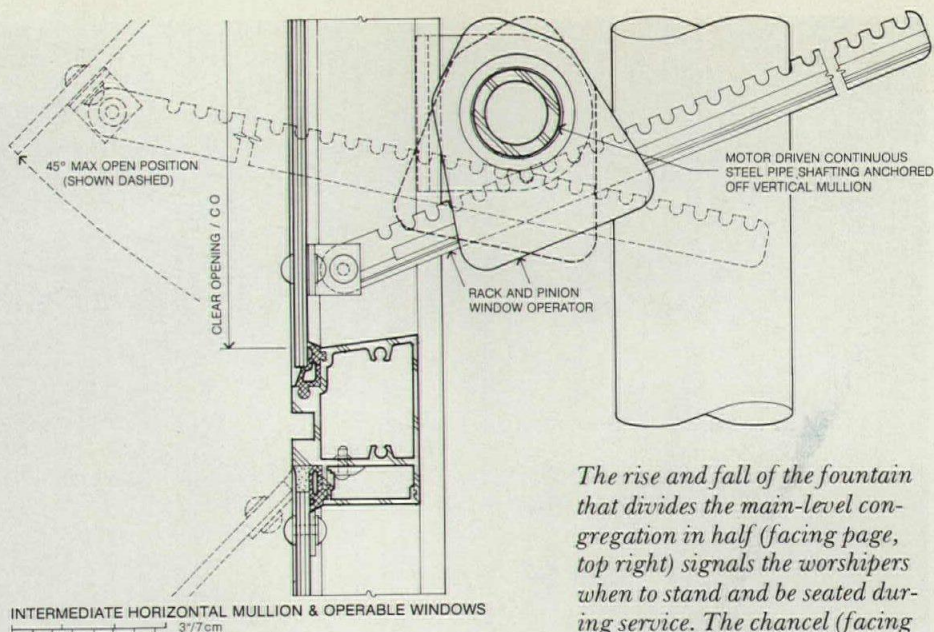 45° MAX OPEN POSITION
(SHOWN DASHED)
CLEAR OPENING / CO
MOTOR DRIVEN CONTINUOUS
STEEL PIPE SHAFTING ANCHORED
OFF VERTICAL MULLION
RACK AND PINION
WINDOW OPERATOR
INTERMEDIATE HORIZONTAL MULLION & OPERABLE WINDOWS
3"/7cm
The rise and fall of the fountain
that divides the main-level con-
gregation in half (facing page,
top right) signals the worshipers
when to stand and be seated dur-
ing service. The chancel (facing